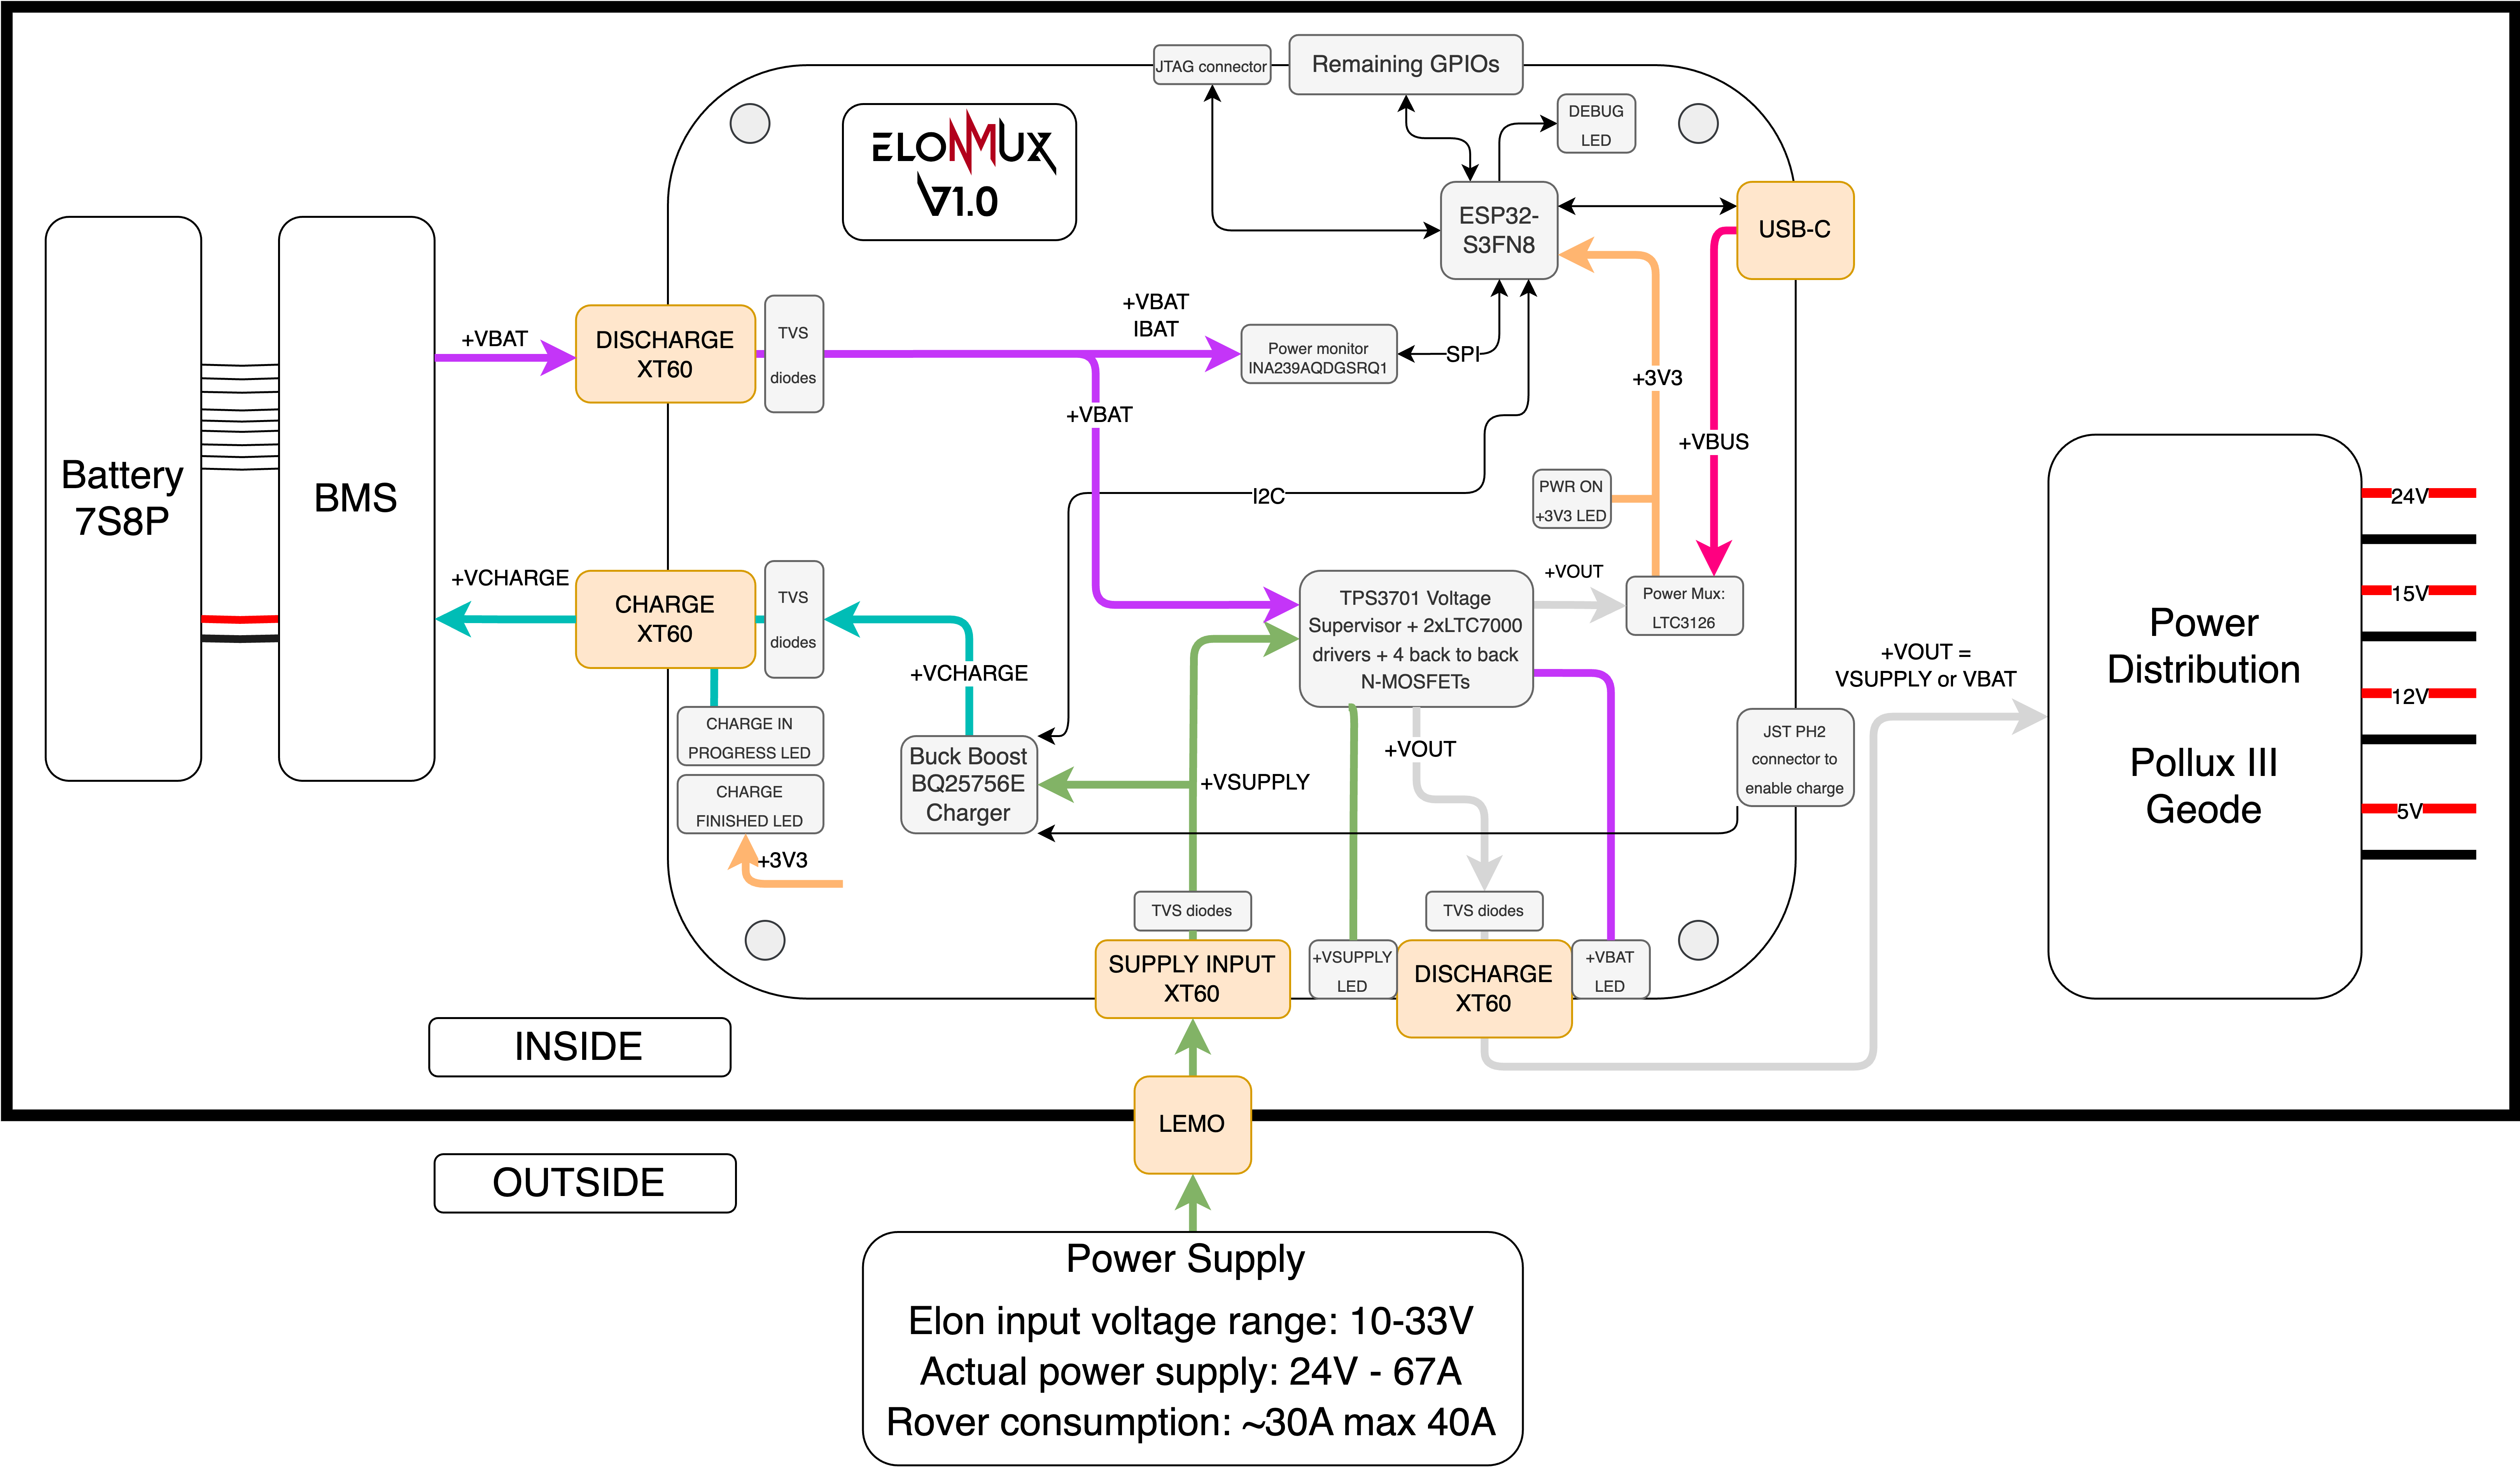 JTAG connector
Remaining GPIOs
DEBUG
LED
ELONMUX
V1.0
ESP32-
S3FN8
USB-C
Battery
7S8P
BMS
+VBAT
DISCHARGE
XT60
TVS
diodes
+VBAT
IBAT
Power monitor
INA239AQDGSRQ1
SPI
+3V3
+VBAT
+VBUS
I2C
PWR ON
+3V3 LED
+VCHARGE
CHARGE
XT60
TVS
diodes
+VCHARGE
CHARGE IN
PROGRESS LED
CHARGE
FINISHED LED
+3V3
Buck Boost
BQ25756E
Charger
+VSUPPLY
TPS3701 Voltage
Supervisor + 2xLTC7000
drivers + 4 back to back
N-MOSFETs
+VOUT
Power Mux:
LTC3126
+VOUT
JST PH2
connector to
enable charge
+VOUT =
VSUPPLY or VBAT
Power
Distribution
Pollux III
Geode
24V
15V
12V
5V
TVS diodes
SUPPLY INPUT
XT60
+VSUPPLY
LED
TVS diodes
DISCHARGE
XT60
+VBAT
LED
INSIDE
LEMO
OUTSIDE
Power Supply
Elon input voltage range: 10-33V
Actual power supply: 24V - 67A
Rover consumption: ~30A max 40A